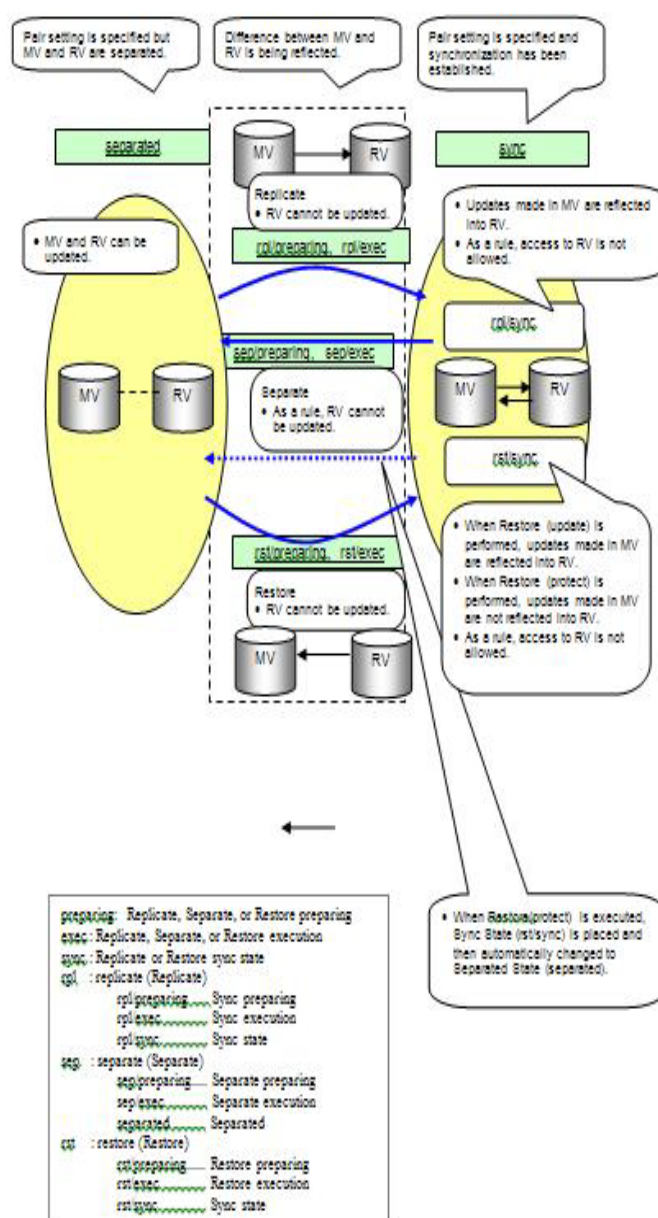 Pair setting is specified but
MV and RV are separated.
Difference between MV and
RV is being reflected.
Pair setting is specified and
synchronization has been
established.
separated
MV
RV
sync
Replicate
• RV cannot be updated.
rpl/preparing, rpl/exec
• MV and RV can be
updated.
• Updates made in MV are reflected
into RV.
• As a rule, access to RV is not
allowed.
rpl/sync
sep/preparing, sep/exec
Separate
• As a rule, RV cannot
be updated.
MV
RV
MV
RV
rst/sync
• When Restore (update) is
performed, updates made in MV
are reflected into RV.
• When Restore (protect) is
performed, updates made in MV
are not reflected into RV.
• As a rule, access to RV is not
allowed.
rst/preparing, rst/exec
Restore
• RV cannot be updated.
MV
RV
• When Restore(protect) is executed,
Sync State (rst/sync) is placed and
then automatically changed to
Separated State (separated).
preparing: Replicate, Separate, or Restore preparing
exec : Replicate, Separate, or Restore execution
sync : Replicate or Restore sync state
rpl : replicate (Replicate)
rpl/preparing Sync preparing
rpl/exec Sync execution
rpl/sync Sync state
sep : separate (Separate)
sep/preparing Separate preparing
sep/exec Separate execution
separated Separated
rst : restore (Restore)
rst/preparing Restore preparing
rst/exec Restore execution
rst/sync Sync state